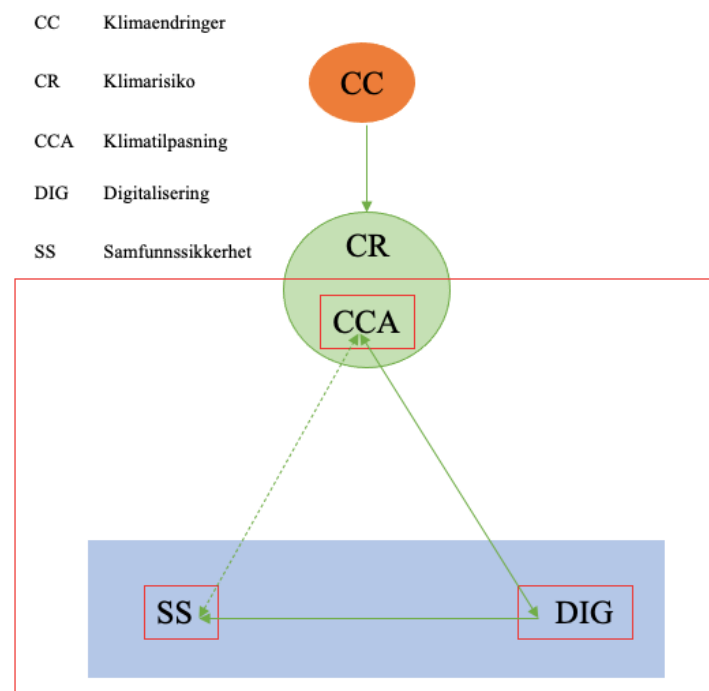 CC Klimaendringer
CR Klimarisiko
CCA Klimatilpasning
DIG Digitalisering
SS Samfunnssikkerhet
CC
CR
CCA
SS
DIG